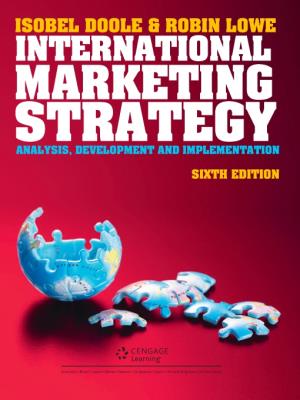 ISOBEL DOOLE & ROBIN LOWE
INTERNATIONAL
MARKETING
STRATEGY
ANALYSIS, DEVELOPMENT AND IMPLEMENTATION
SIXTH EDITION
CENGAGE
Learning